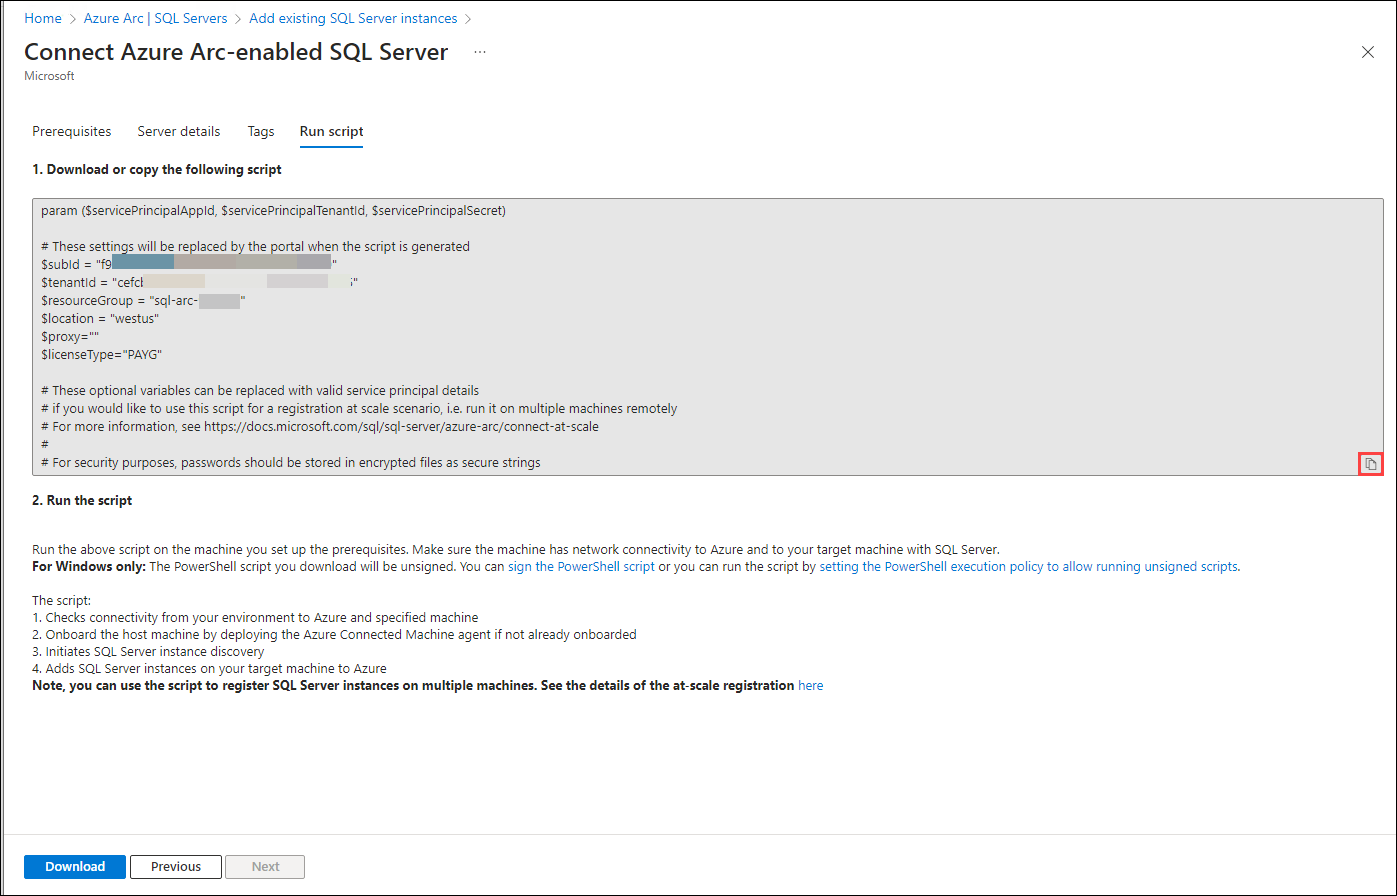 Home > Azure Arc | SQL Servers > Add existing SQL Server instances >
Connect Azure Arc-enabled SQL Server ...
Microsoft
Prerequisites Server details Tags Run script
1. Download or copy the following script
param ($servicePrincipalAppId, $servicePrincipalTenantId, $servicePrincipalSecret)
# These settings will be replaced by the portal when the script is generated
$subId = "f9 "
$tenantId = "cefcb "
$resourceGroup = "sql-arc- "
$location = "westus"
$proxy=""
$licenseType="PAYG"
# These optional variables can be replaced with valid service principal details
# if you would like to use this script for a registration at scale scenario, i.e. run it on multiple machines remotely
# For more information, see https://docs.microsoft.com/sql/sql-server/azure-arc/connect-at-scale
#
# For security purposes, passwords should be stored in encrypted files as secure strings
2. Run the script
Run the above script on the machine you set up the prerequisites. Make sure the machine has network connectivity to Azure and to your target machine with SQL Server.
For Windows only: The PowerShell script you download will be unsigned. You can sign the PowerShell script or you can run the script by setting the PowerShell execution policy to allow running unsigned scripts.
The script:
1. Checks connectivity from your environment to Azure and specified machine
2. Onboard the host machine by deploying the Azure Connected Machine agent if not already onboarded
3. Initiates SQL Server instance discovery
4. Adds SQL Server instances on your target machine to Azure
Note, you can use the script to register SQL Server instances on multiple machines. See the details of the at-scale registration here
Download Previous Next